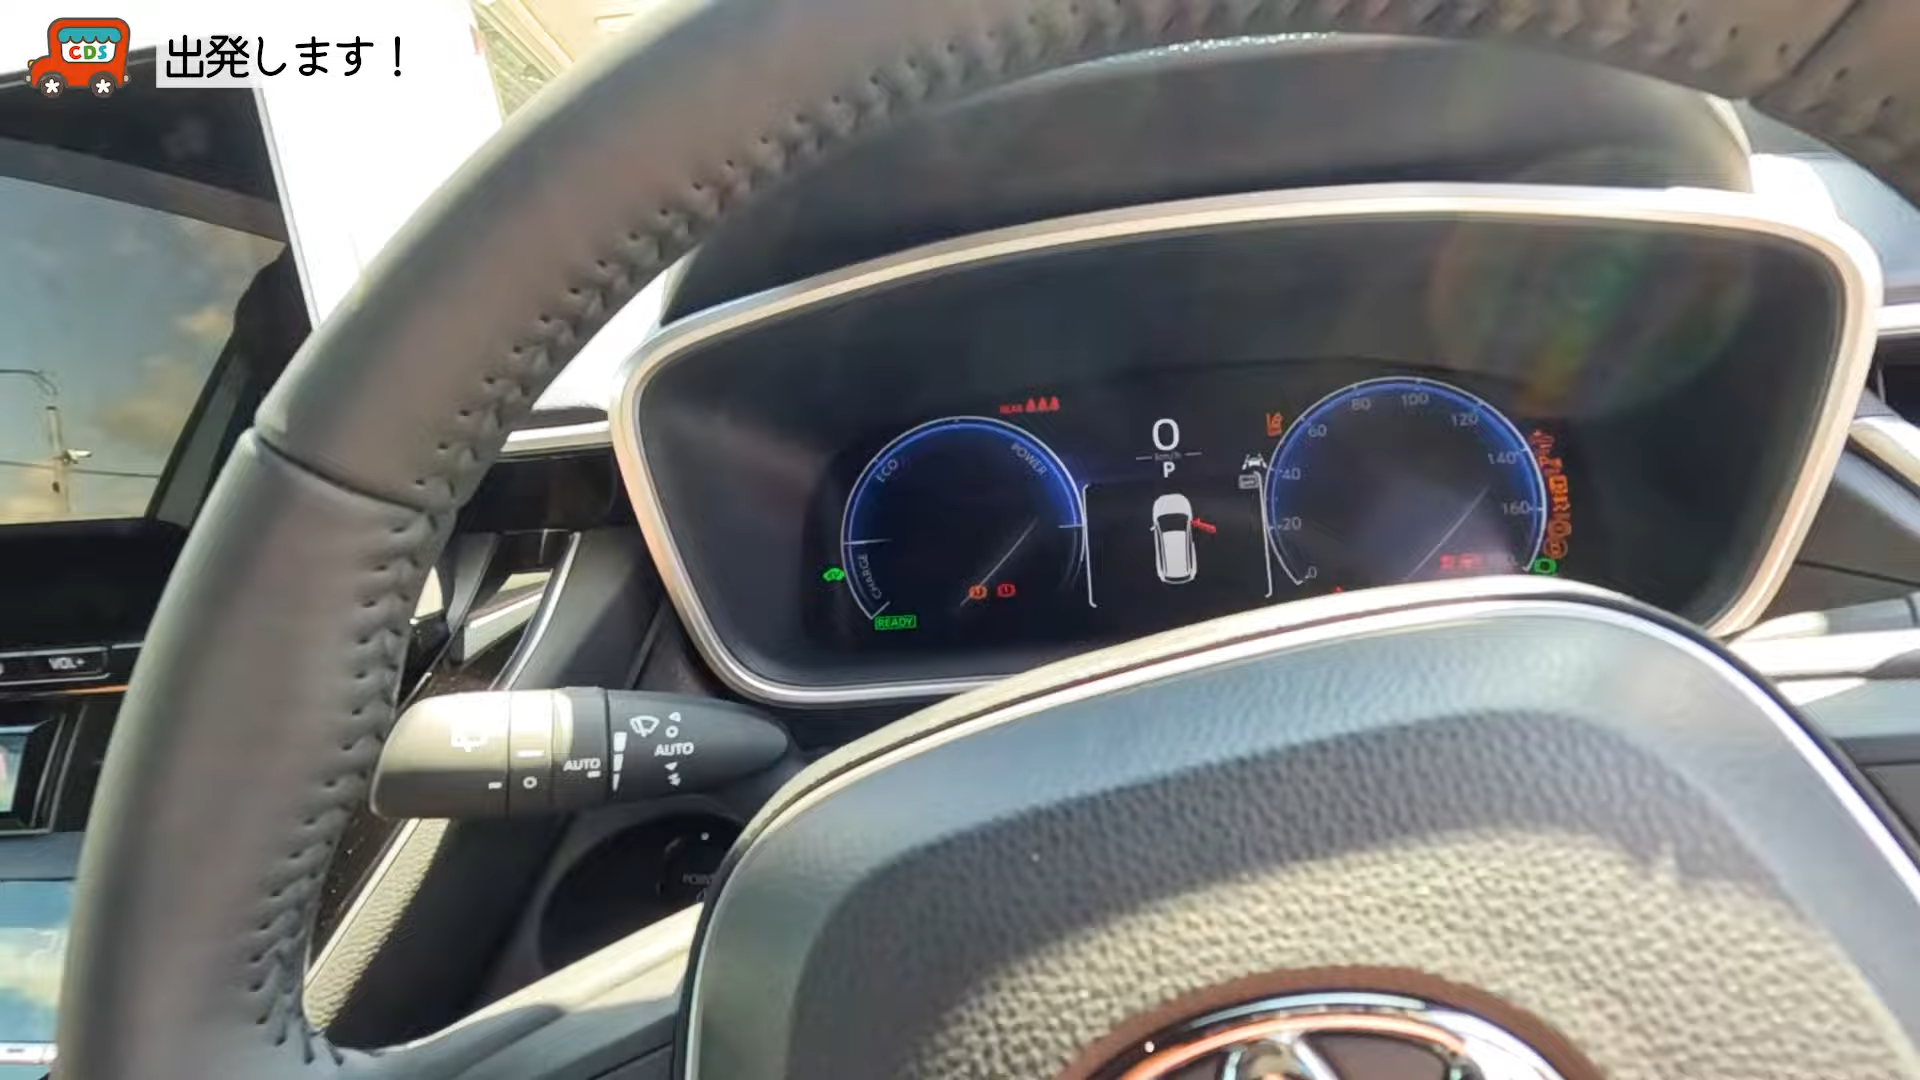 CDS
出発します！
VOL+
ECO
POWER
CHARGE
READY
REAR
0
km/h
P
0
20
40
60
80
100
120
140
160
AUTO
AUTO